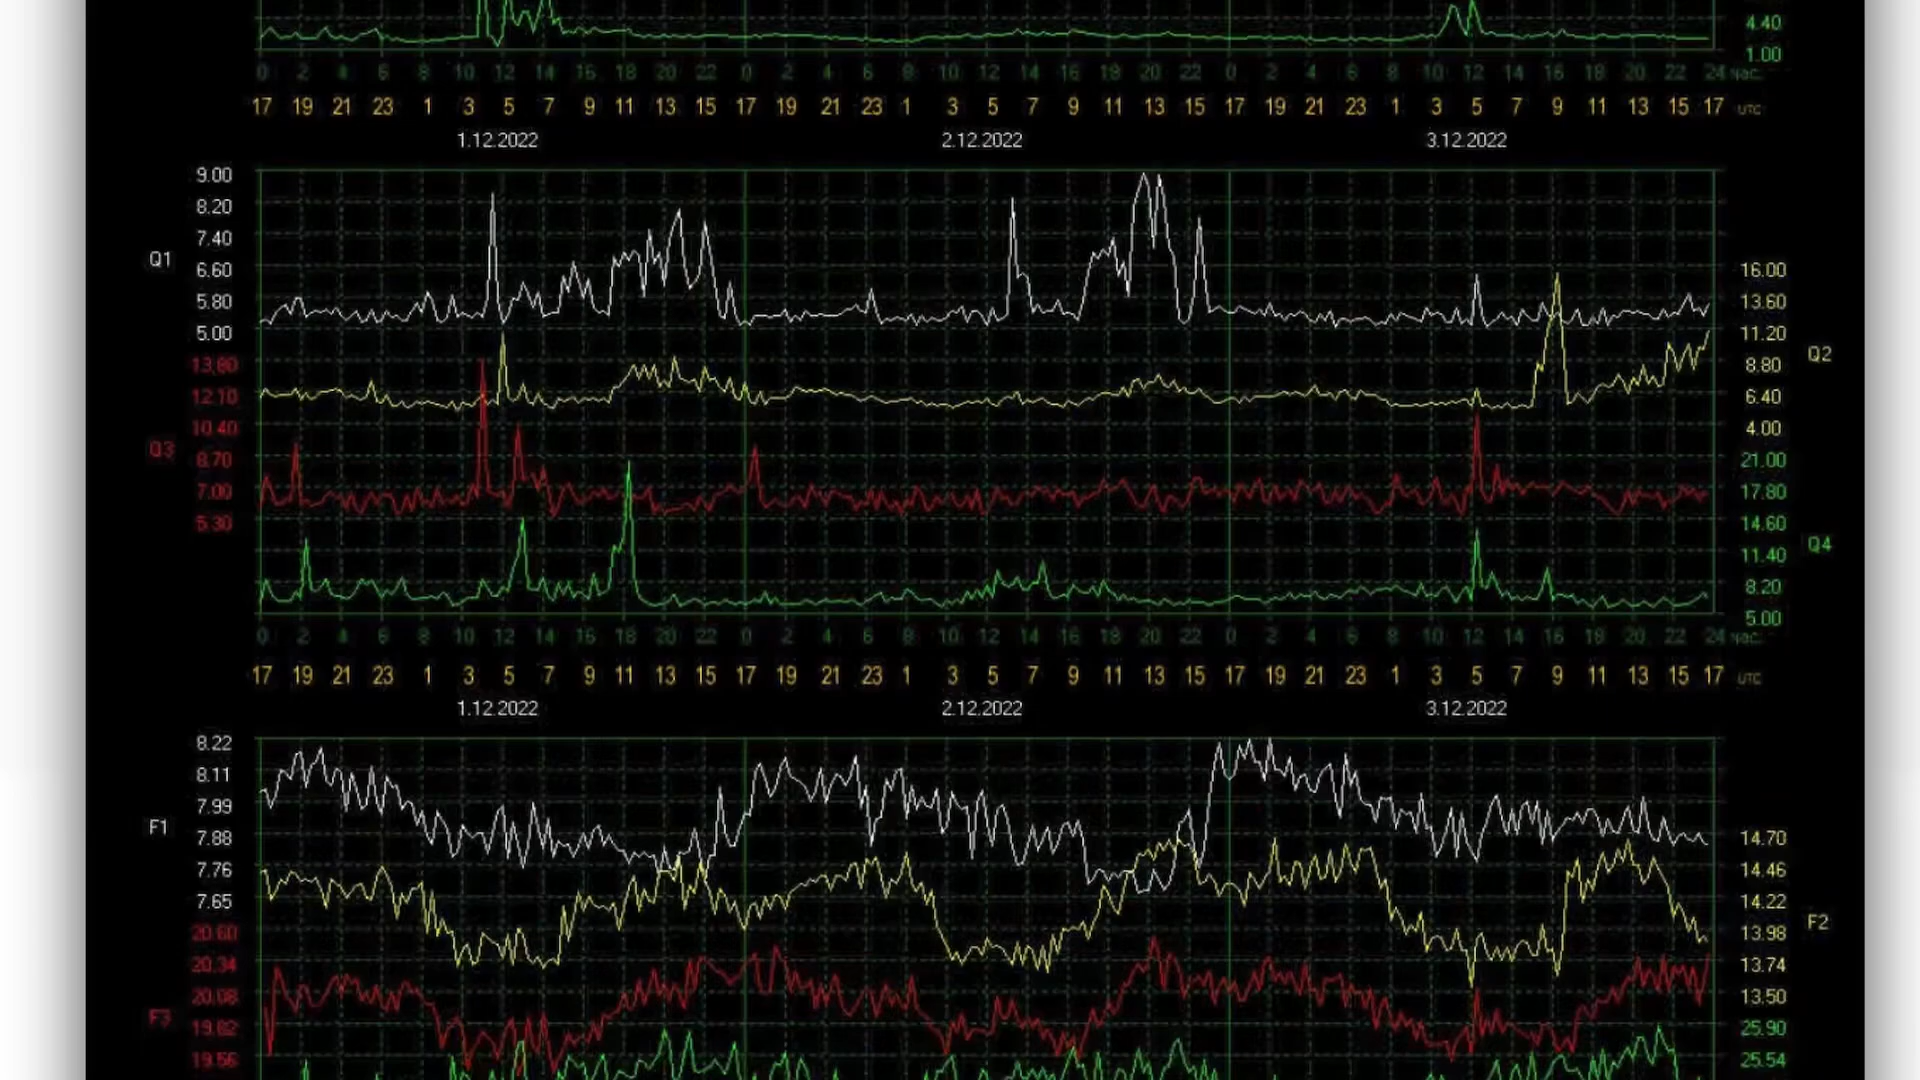 4.40
1.00
0 2 4 6 8 10 12 14 16 18 20 22 0 2 4 6 8 10 12 14 16 18 20 22 0 2 4 6 8 10 12 14 16 18 20 22 24
17 19 21 23 1 3 5 7 9 11 13 15 17 19 21 23 1 3 5 7 9 11 13 15 17 19 21 23 1 3 5 7 9 11 13 15 17 UTC
1.12.2022 2.12.2022 3.12.2022
9.00
8.20
7.40
Q1
6.60 16.00
5.80 13.60
5.00 11.20
Q2
13.80 8.80
12.10 6.40
10.40 4.00
Q3
8.70 21.00
7.00 17.80
5.30 14.60
Q4
11.40
8.20
5.00
0 2 4 6 8 10 12 14 16 18 20 22 0 2 4 6 8 10 12 14 16 18 20 22 0 2 4 6 8 10 12 14 16 18 20 22 24
17 19 21 23 1 3 5 7 9 11 13 15 17 19 21 23 1 3 5 7 9 11 13 15 17 19 21 23 1 3 5 7 9 11 13 15 17 UTC
1.12.2022 2.12.2022 3.12.2022
8.22
8.11
7.99
F1
7.88 14.70
7.76 14.46
7.65 14.22
F2
20.60 13.98
20.34 13.74
20.08 13.50
F3
19.82 25.90
19.56 25.54